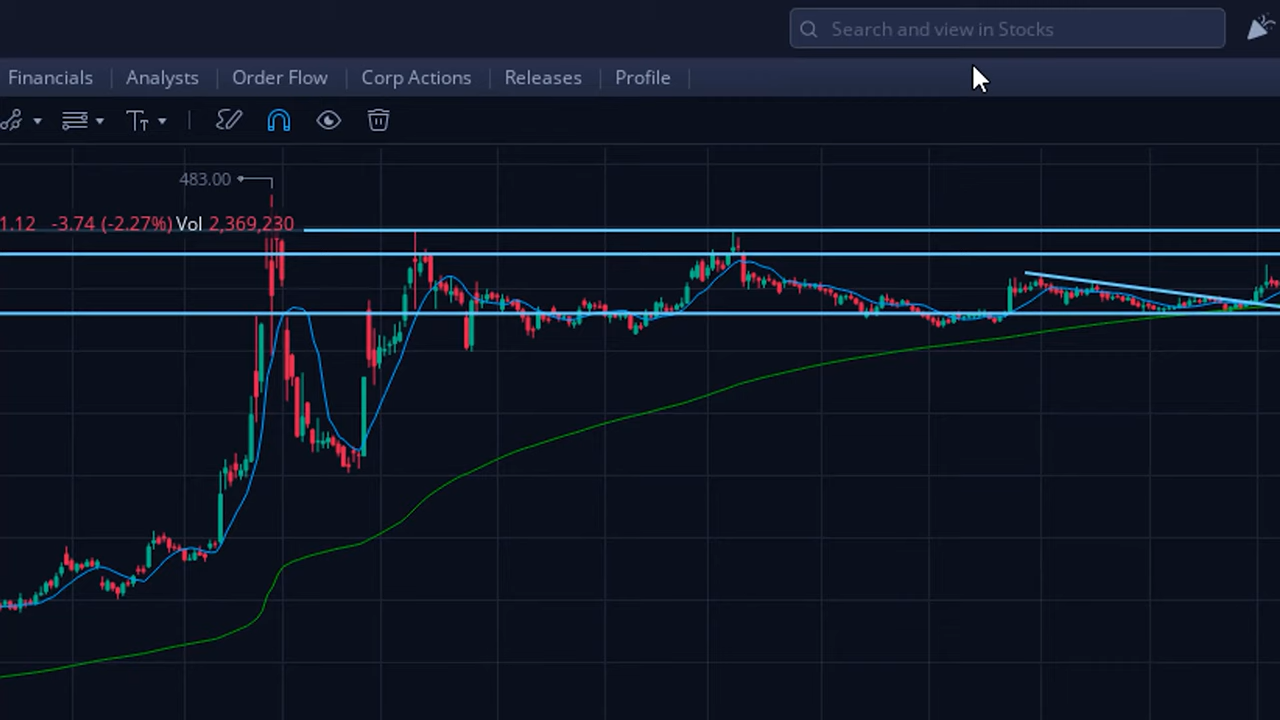 Search and view in Stocks
Financials Analysts Order Flow Corp Actions Releases Profile
483.00
1.12 -3.74 (-2.27%) Vol 2,369,230